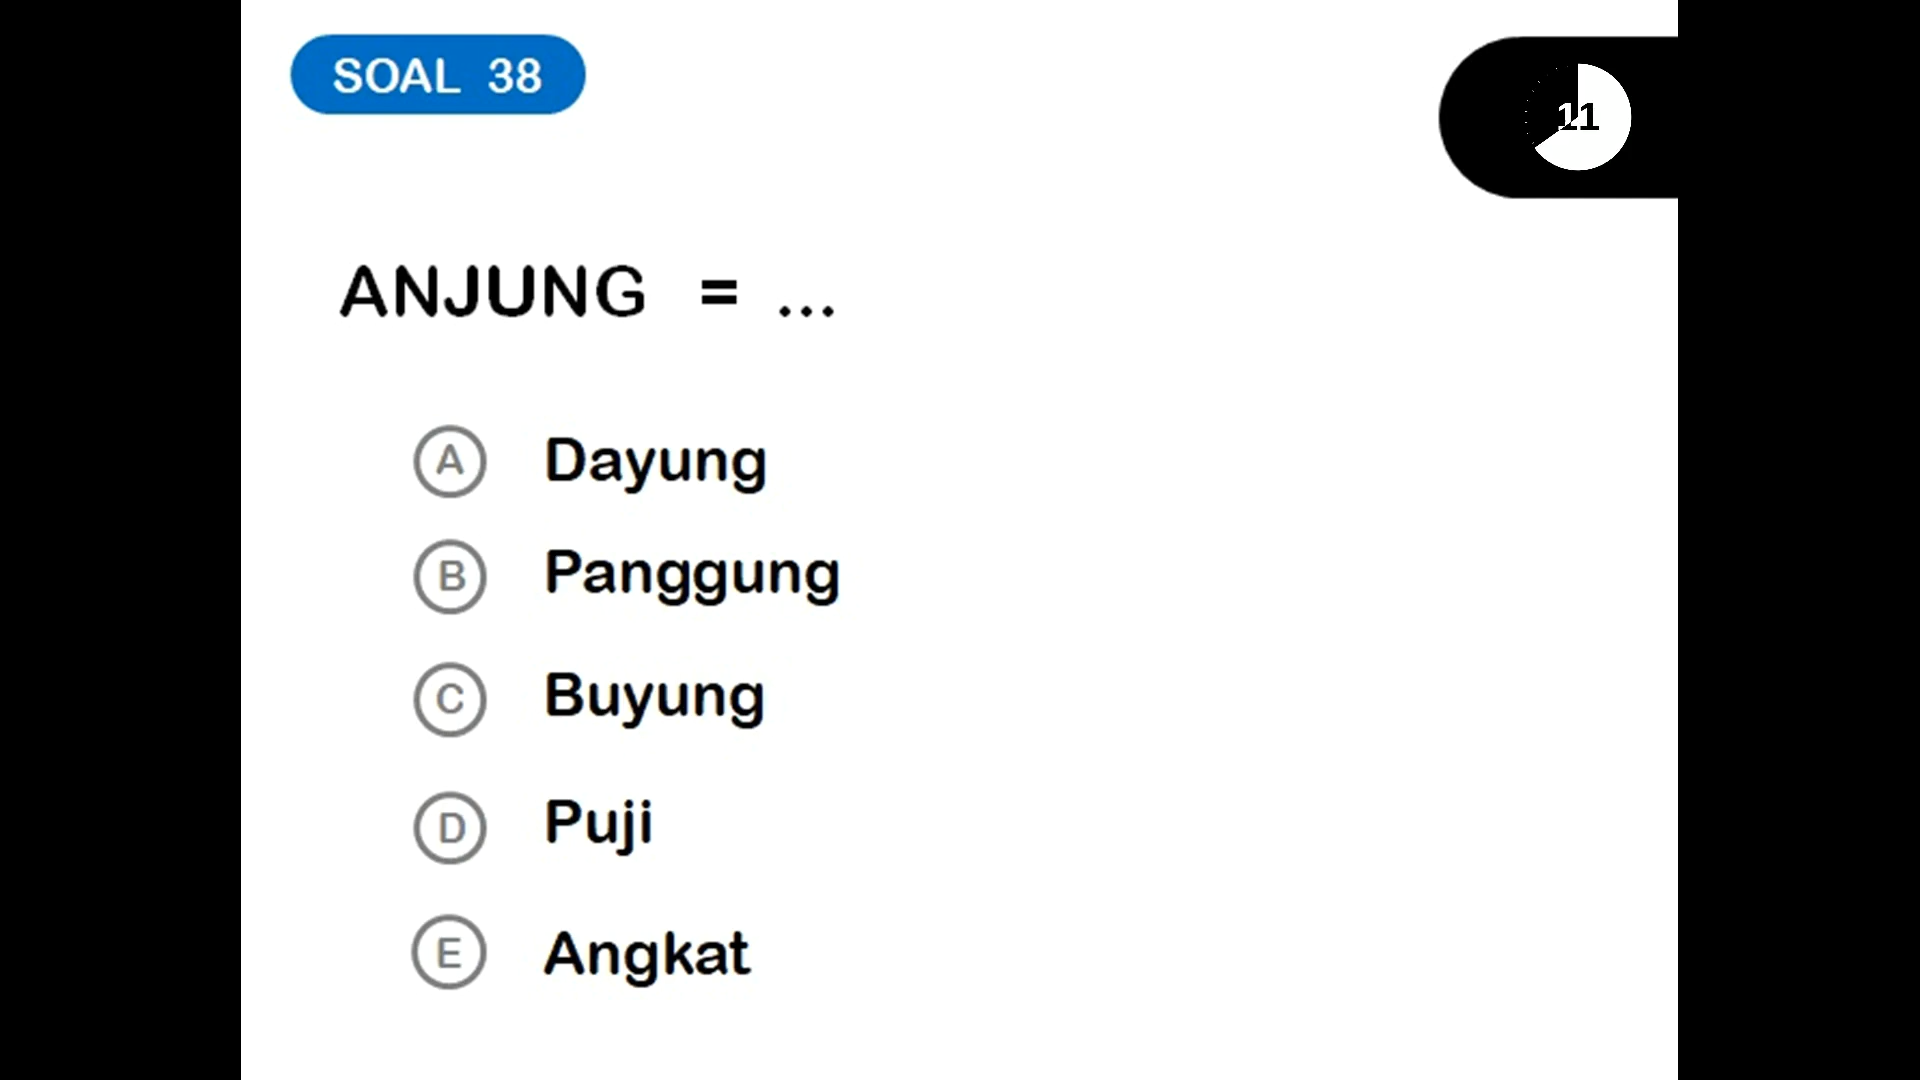 SOAL 38
11
ANJUNG = ...
A Dayung
B Panggung
C Buyung
D Puji
E Angkat